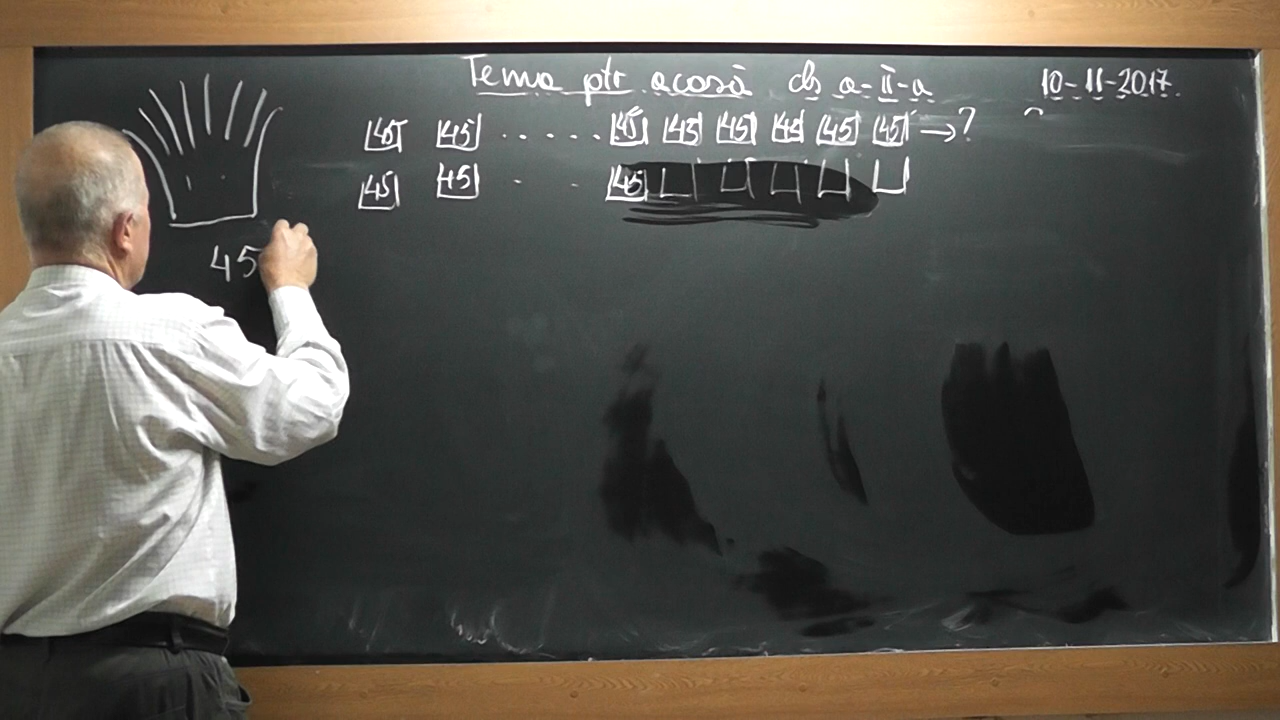 Tema ptr acasă cls a-II-a 10-11-2017.
45 45 . . . . . 45 45 45 45 45 45 → ?
45 45 . . 45
45